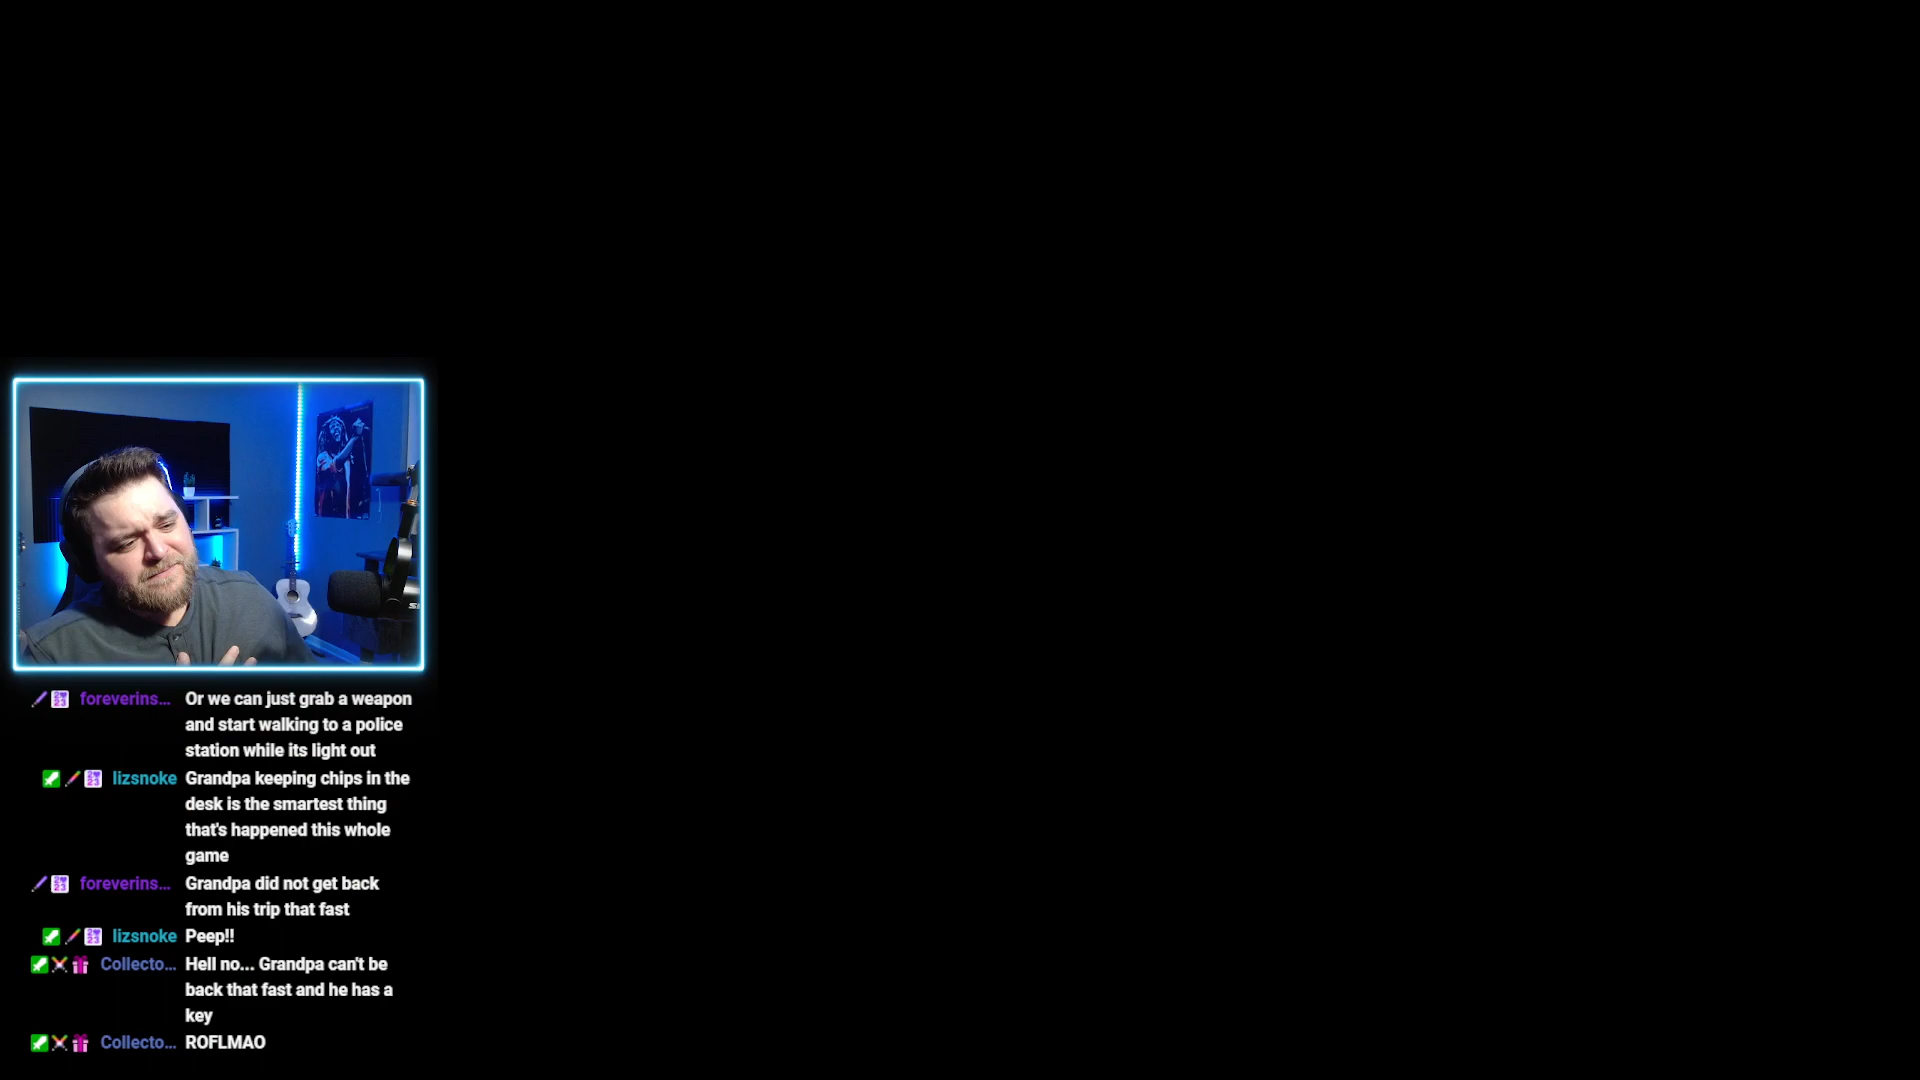 foreverins... Or we can just grab a weapon
and start walking to a police
station while its light out
lizsnoke Grandpa keeping chips in the
desk is the smartest thing
that's happened this whole
game
foreverins... Grandpa did not get back
from his trip that fast
lizsnoke Peep!!
Collecto... Hell no... Grandpa can't be
back that fast and he has a
key
Collecto... ROFLMAO